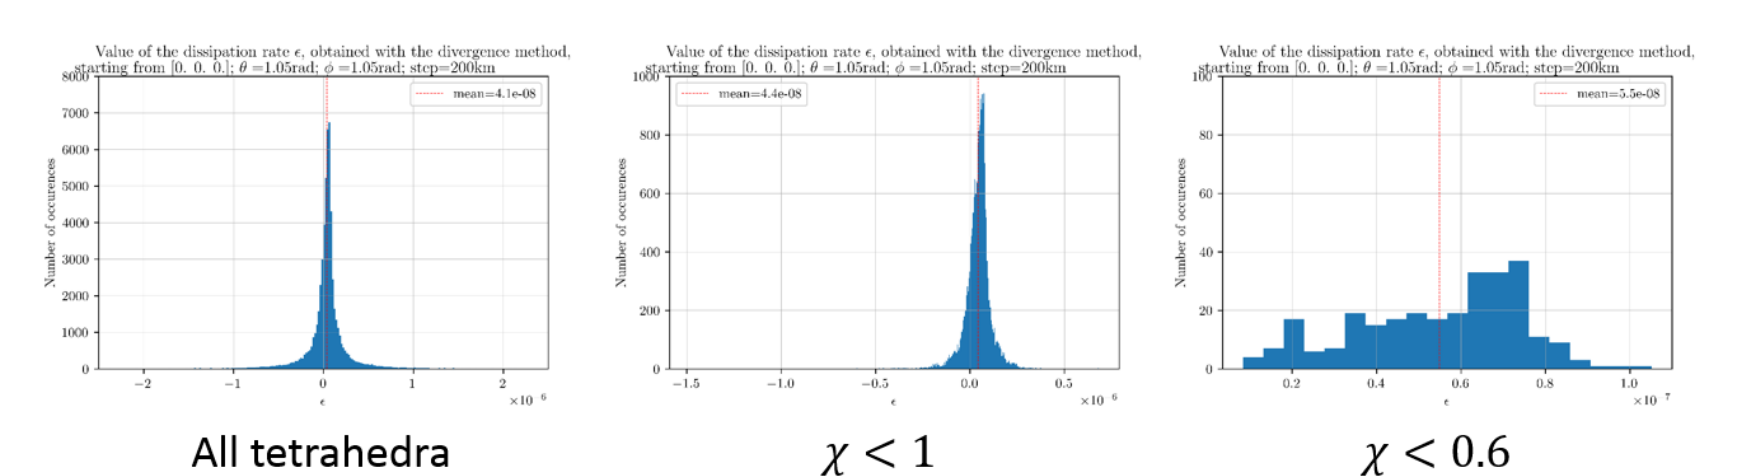 Value of the dissipation rate ϵ, obtained with the divergence method,
starting from [0. 0. 0.]; θ =1.05rad; ϕ =1.05rad; step=200km
mean=4.1e-08
Number of occurences
8000
7000
6000
5000
4000
3000
2000
1000
0
−2
−1
0
1
2
ϵ
×10⁻⁶
All tetrahedra
Value of the dissipation rate ϵ, obtained with the divergence method,
starting from [0. 0. 0.]; θ =1.05rad; ϕ =1.05rad; step=200km
mean=4.4e-08
Number of occurences
1000
800
600
400
200
0
−1.5
−1.0
−0.5
0.0
0.5
ϵ
×10⁻⁶
χ < 1
Value of the dissipation rate ϵ, obtained with the divergence method,
starting from [0. 0. 0.]; θ =1.05rad; ϕ =1.05rad; step=200km
mean=5.5e-08
Number of occurences
100
80
60
40
20
0
0.2
0.4
0.6
0.8
1.0
ϵ
×10⁻⁷
χ < 0.6